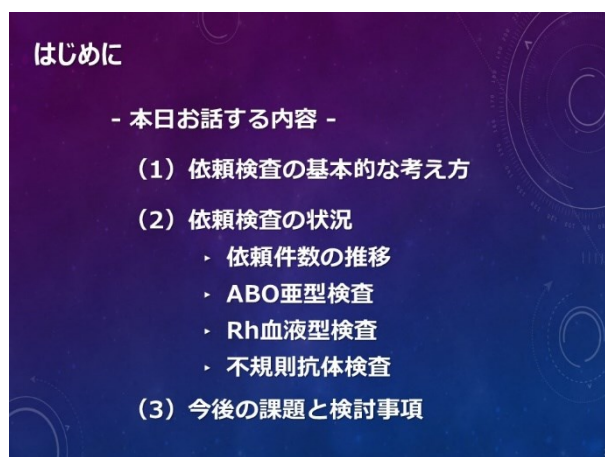 はじめに
- 本日お話する内容 -
（1）依頼検査の基本的な考え方
（2）依頼検査の状況
▸ 依頼件数の推移
▸ ABO亜型検査
▸ Rh血液型検査
▸ 不規則抗体検査
（3）今後の課題と検討事項